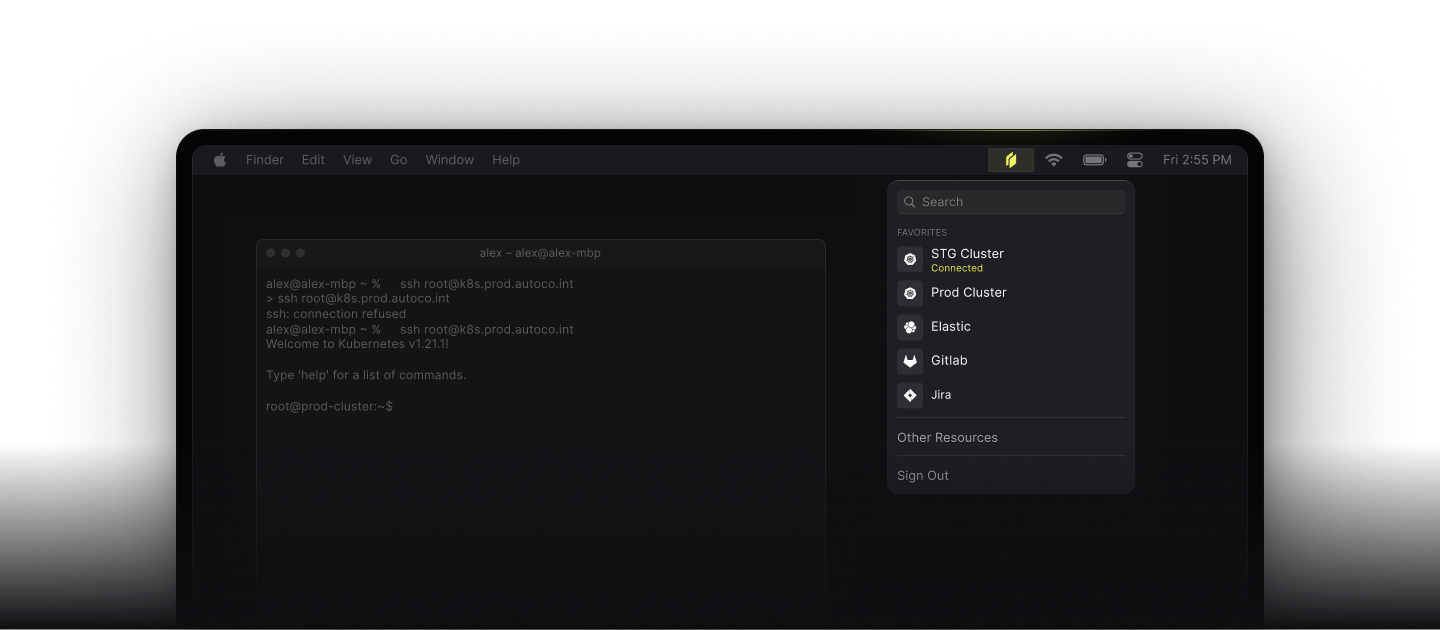 Finder Edit View Go Window Help Fri 2:55 PM
Search
FAVORITES
STG Cluster
Connected
Prod Cluster
Elastic
Gitlab
Jira
Other Resources
Sign Out
alex – alex@alex-mbp
alex@alex-mbp ~ % ssh root@k8s.prod.autoco.int
> ssh root@k8s.prod.autoco.int
ssh: connection refused
alex@alex-mbp ~ % ssh root@k8s.prod.autoco.int
Welcome to Kubernetes v1.21.1!
Type 'help' for a list of commands.
root@prod-cluster:~$